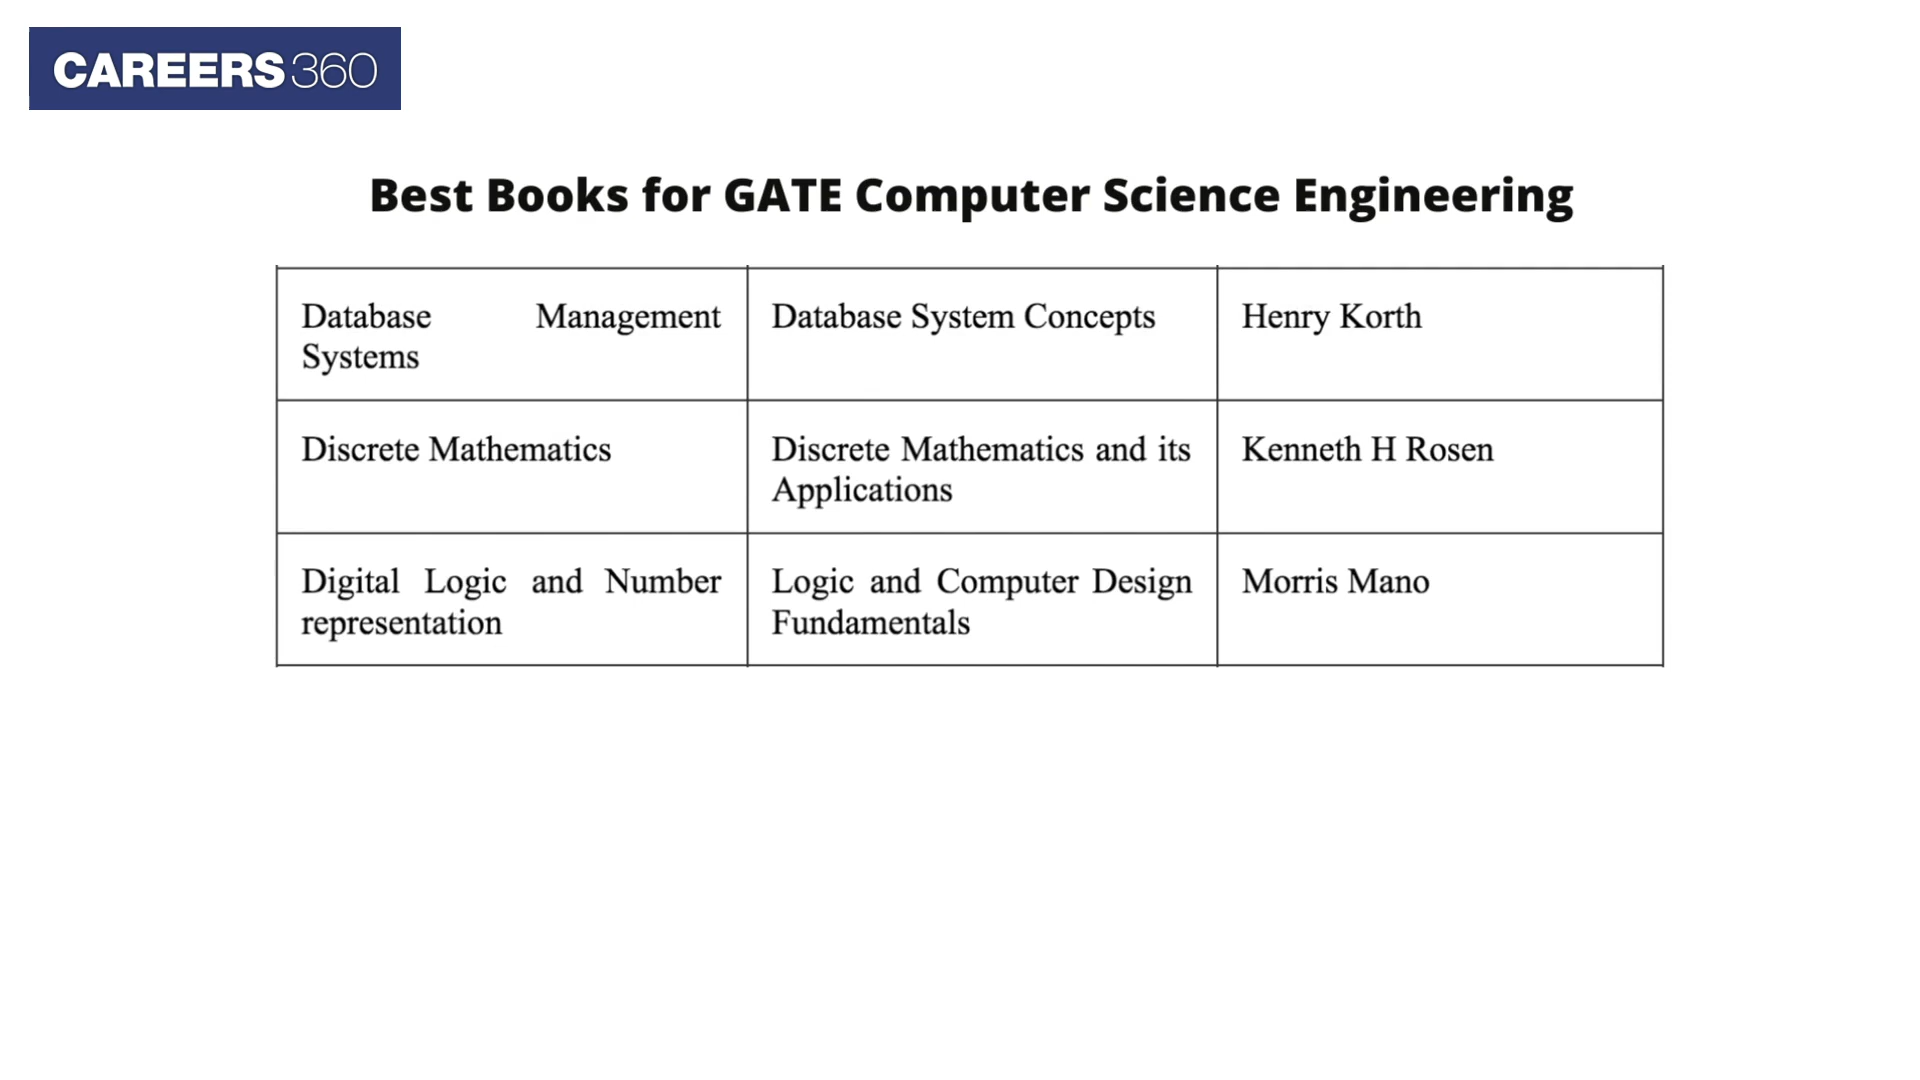 CAREERS360
Best Books for GATE Computer Science Engineering
Database Management
Systems
Database System Concepts
Henry Korth
Discrete Mathematics
Discrete Mathematics and its
Applications
Kenneth H Rosen
Digital Logic and Number
representation
Logic and Computer Design
Fundamentals
Morris Mano